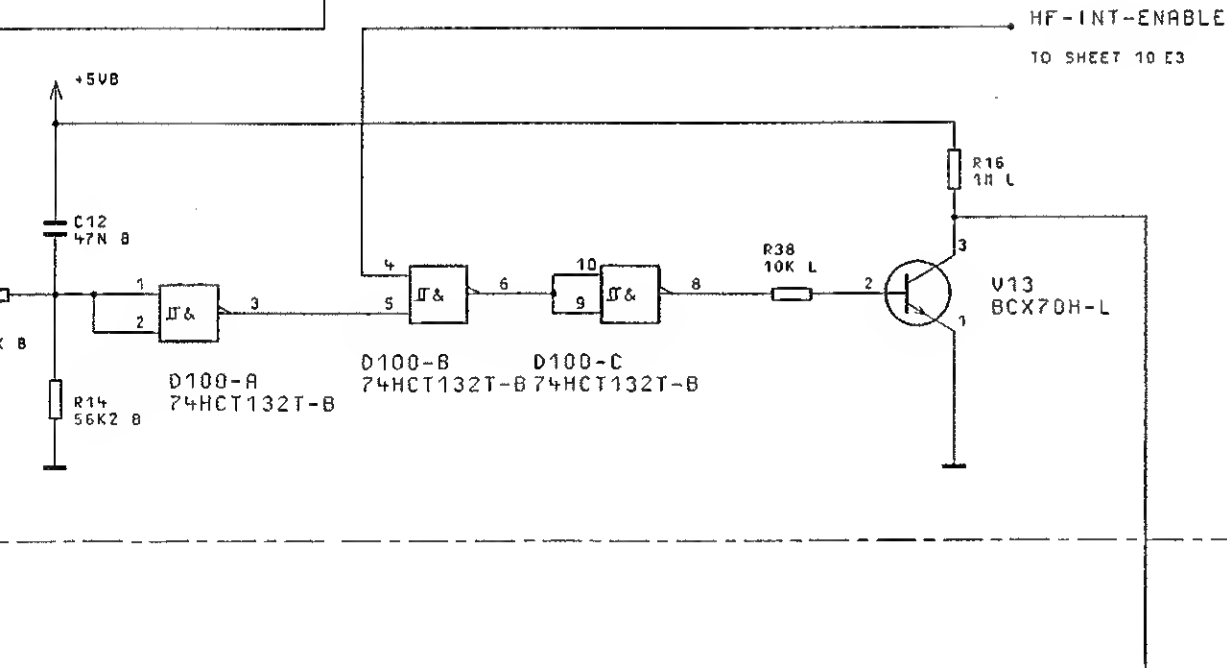 HF-INT-ENABLE
TO SHEET 10 E3
+5VB
R16
1M L
C12
47N B
R38
10K L
1
2
3
4
5
6
10
9
8
2
3
1
V13
BCX70H-L
K B
D100-A
74HCT132T-B
D100-B
74HCT132T-B
D100-C
74HCT132T-B
&
&
&
R14
56K2 B